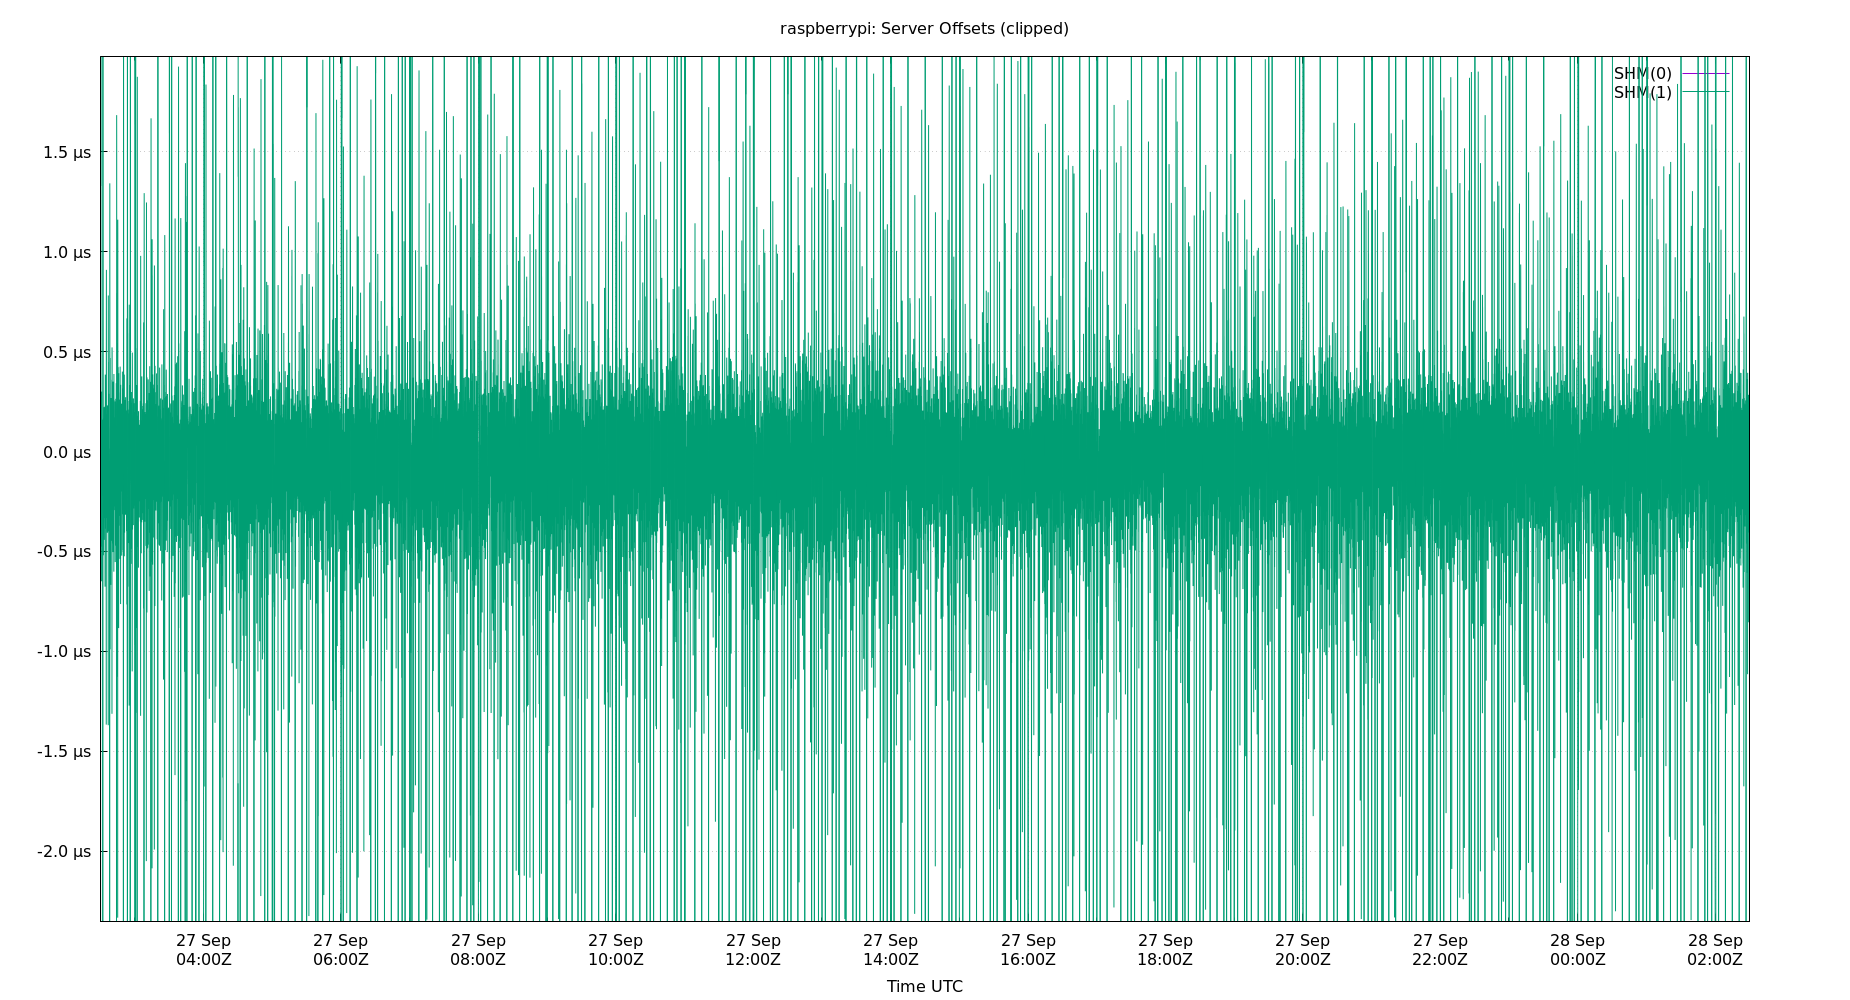 raspberrypi: Server Offsets (clipped)
SHM(0)
SHM(1)
1.5 µs
1.0 µs
0.5 µs
0.0 µs
-0.5 µs
-1.0 µs
-1.5 µs
-2.0 µs
27 Sep 27 Sep 27 Sep 27 Sep 27 Sep 27 Sep 27 Sep 27 Sep 27 Sep 27 Sep 28 Sep 28 Sep
04:00Z 06:00Z 08:00Z 10:00Z 12:00Z 14:00Z 16:00Z 18:00Z 20:00Z 22:00Z 00:00Z 02:00Z
Time UTC